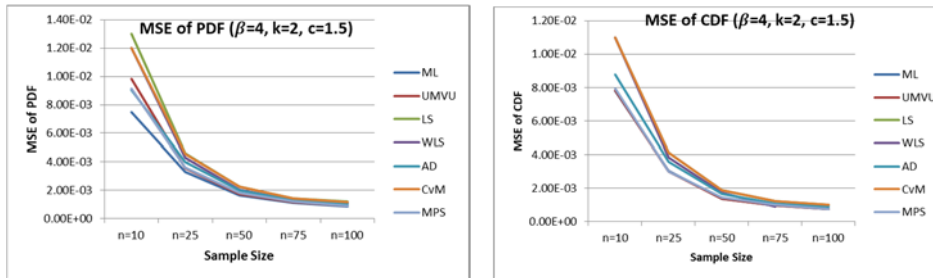 MSE of PDF (β=4, k=2, c=1.5)
1.40E-02
1.20E-02
1.00E-02
8.00E-03
6.00E-03
4.00E-03
2.00E-03
0.00E+00
MSE of PDF
n=10 n=25 n=50 n=75 n=100
Sample Size
ML
UMVU
LS
WLS
AD
CvM
MPS
MSE of CDF (β=4, k=2, c=1.5)
1.20E-02
1.00E-02
8.00E-03
6.00E-03
4.00E-03
2.00E-03
0.00E+00
MSE of CDF
n=10 n=25 n=50 n=75 n=100
Sample Size
ML
UMVU
LS
WLS
AD
CvM
MPS